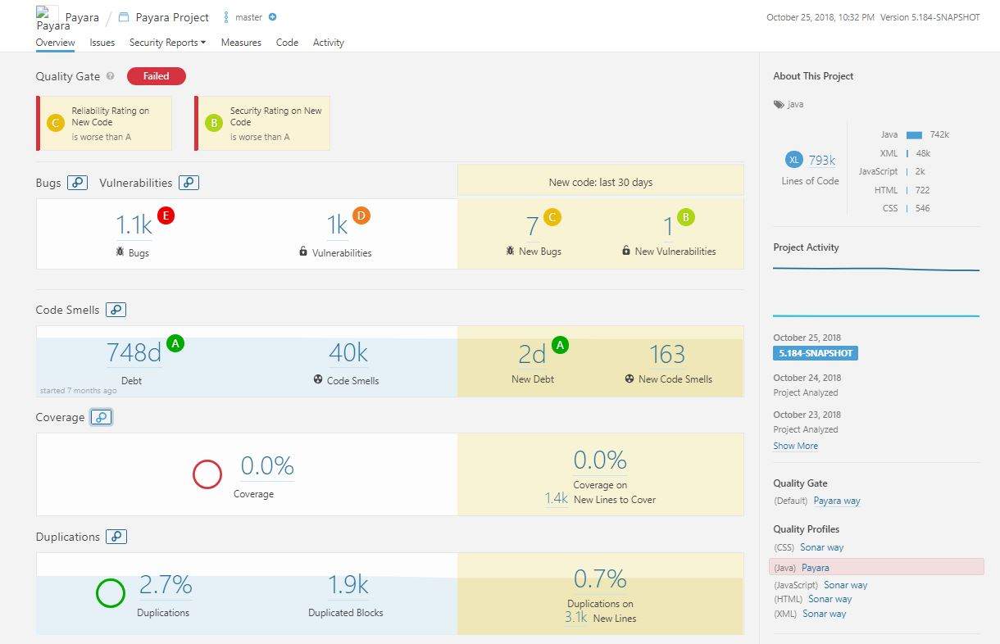 Payara
Payara / Payara Project master
October 25, 2018, 10:32 PM Version 5.184-SNAPSHOT
Overview Issues Security Reports Measures Code Activity
Quality Gate ? Failed
C
Reliability Rating on
New Code
is worse than A
B
Security Rating on New
Code
is worse than A
Bugs Vulnerabilities
New code: last 30 days
1.1k E
Bugs
1k D
Vulnerabilities
7 C
New Bugs
1 B
New Vulnerabilities
Code Smells
748d A
Debt
started 7 months ago
40k
Code Smells
2d A
New Debt
163
New Code Smells
Coverage
0.0%
Coverage
0.0%
Coverage on
1.4k New Lines to Cover
Duplications
2.7%
Duplications
1.9k
Duplicated Blocks
0.7%
Duplications on
3.1k New Lines
About This Project
java
XL 793k
Lines of Code
Java 742k
XML 48k
JavaScript 2k
HTML 722
CSS 546
Project Activity
October 25, 2018
5.184-SNAPSHOT
October 24, 2018
Project Analyzed
October 23, 2018
Project Analyzed
Show More
Quality Gate
(Default) Payara way
Quality Profiles
(CSS) Sonar way
(Java) Payara
(JavaScript) Sonar way
(HTML) Sonar way
(XML) Sonar way